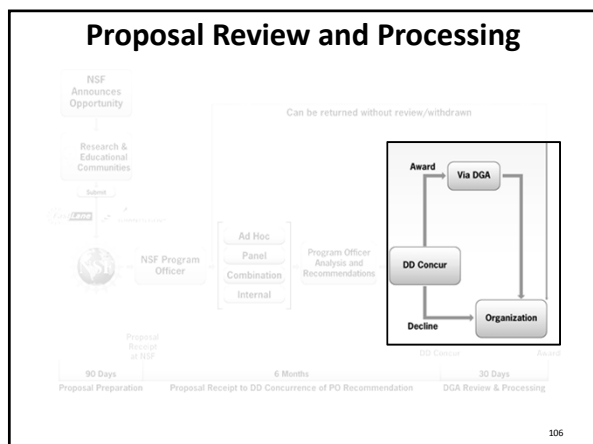 Proposal Review and Processing
NSF
Announces
Opportunity
Can be returned without review/withdrawn
Research &
Educational
Communities
Submit
FastLane
NSF Program
Officer
Ad Hoc
Panel
Combination
Internal
Program Officer
Analysis and
Recommendations
Award
Via DGA
DD Concur
Organization
Decline
Proposal
Receipt
at NSF
DD Concur
Award
90 Days
6 Months
30 Days
Proposal Preparation
Proposal Receipt to DD Concurrence of PO Recommendation
DGA Review & Processing
106